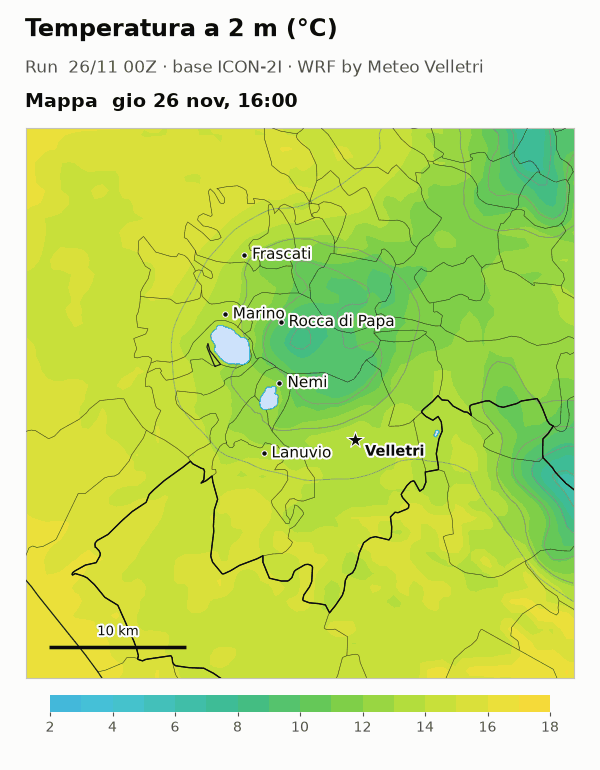 Temperatura a 2 m (°C)
Run  26/11 00Z · base ICON-2I · WRF by Meteo Velletri
Mappa  gio 26 nov, 16:00
Frascati
Marino
Rocca di Papa
Nemi
Velletri
Lanuvio
10 km
2 4 6 8 10 12 14 16 18